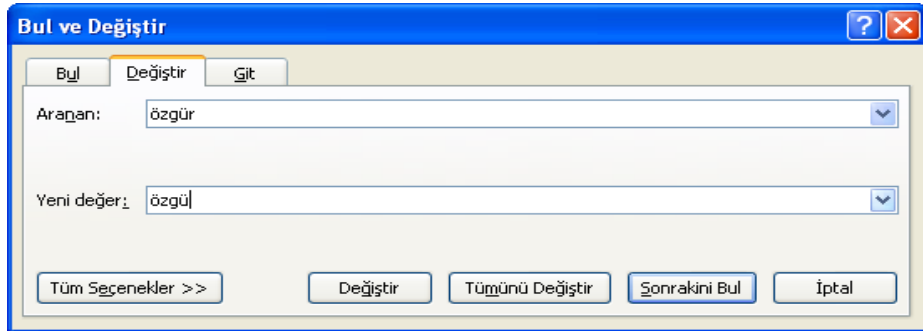 Bul ve Değiştir
Bul Değiştir Git
Aranan: özgür
Yeni değer: özgü
Tüm Seçenekler >> Değiştir Tümünü Değiştir Sonrakini Bul İptal